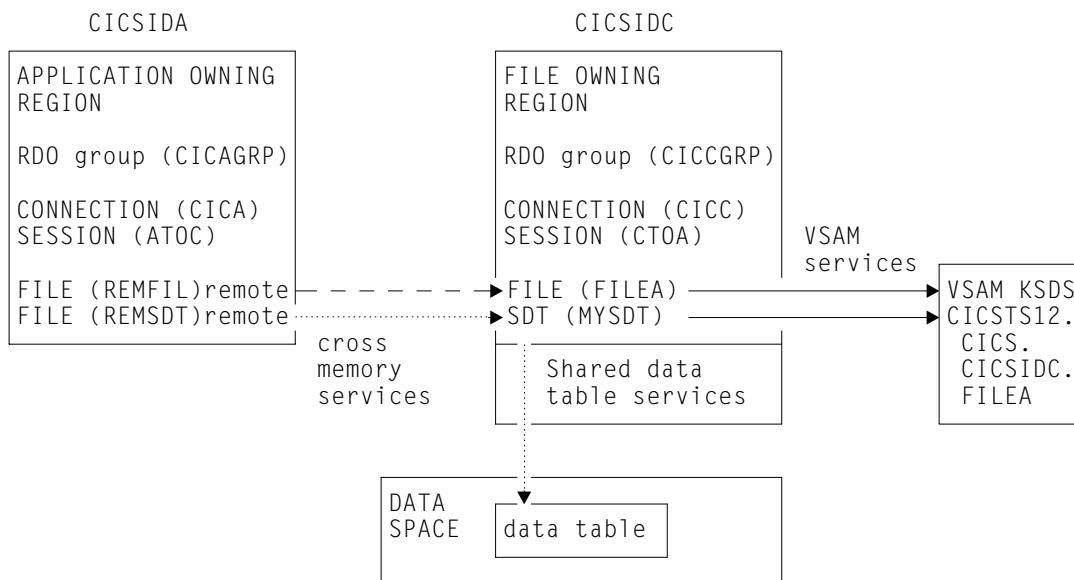 CICSIDA
CICSIDC
APPLICATION OWNING
REGION
RDO group (CICAGRP)
CONNECTION (CICA)
SESSION (ATOC)
FILE (REMFIL)remote
FILE (REMSDT)remote
cross
memory
services
FILE OWNING
REGION
RDO group (CICCGRP)
CONNECTION (CICC)
SESSION (CTOA)
FILE (FILEA)
SDT (MYSDT)
Shared data
table services
VSAM
services
VSAM KSDS
CICSTS12.
CICS.
CICSIDC.
FILEA
DATA
SPACE
data table